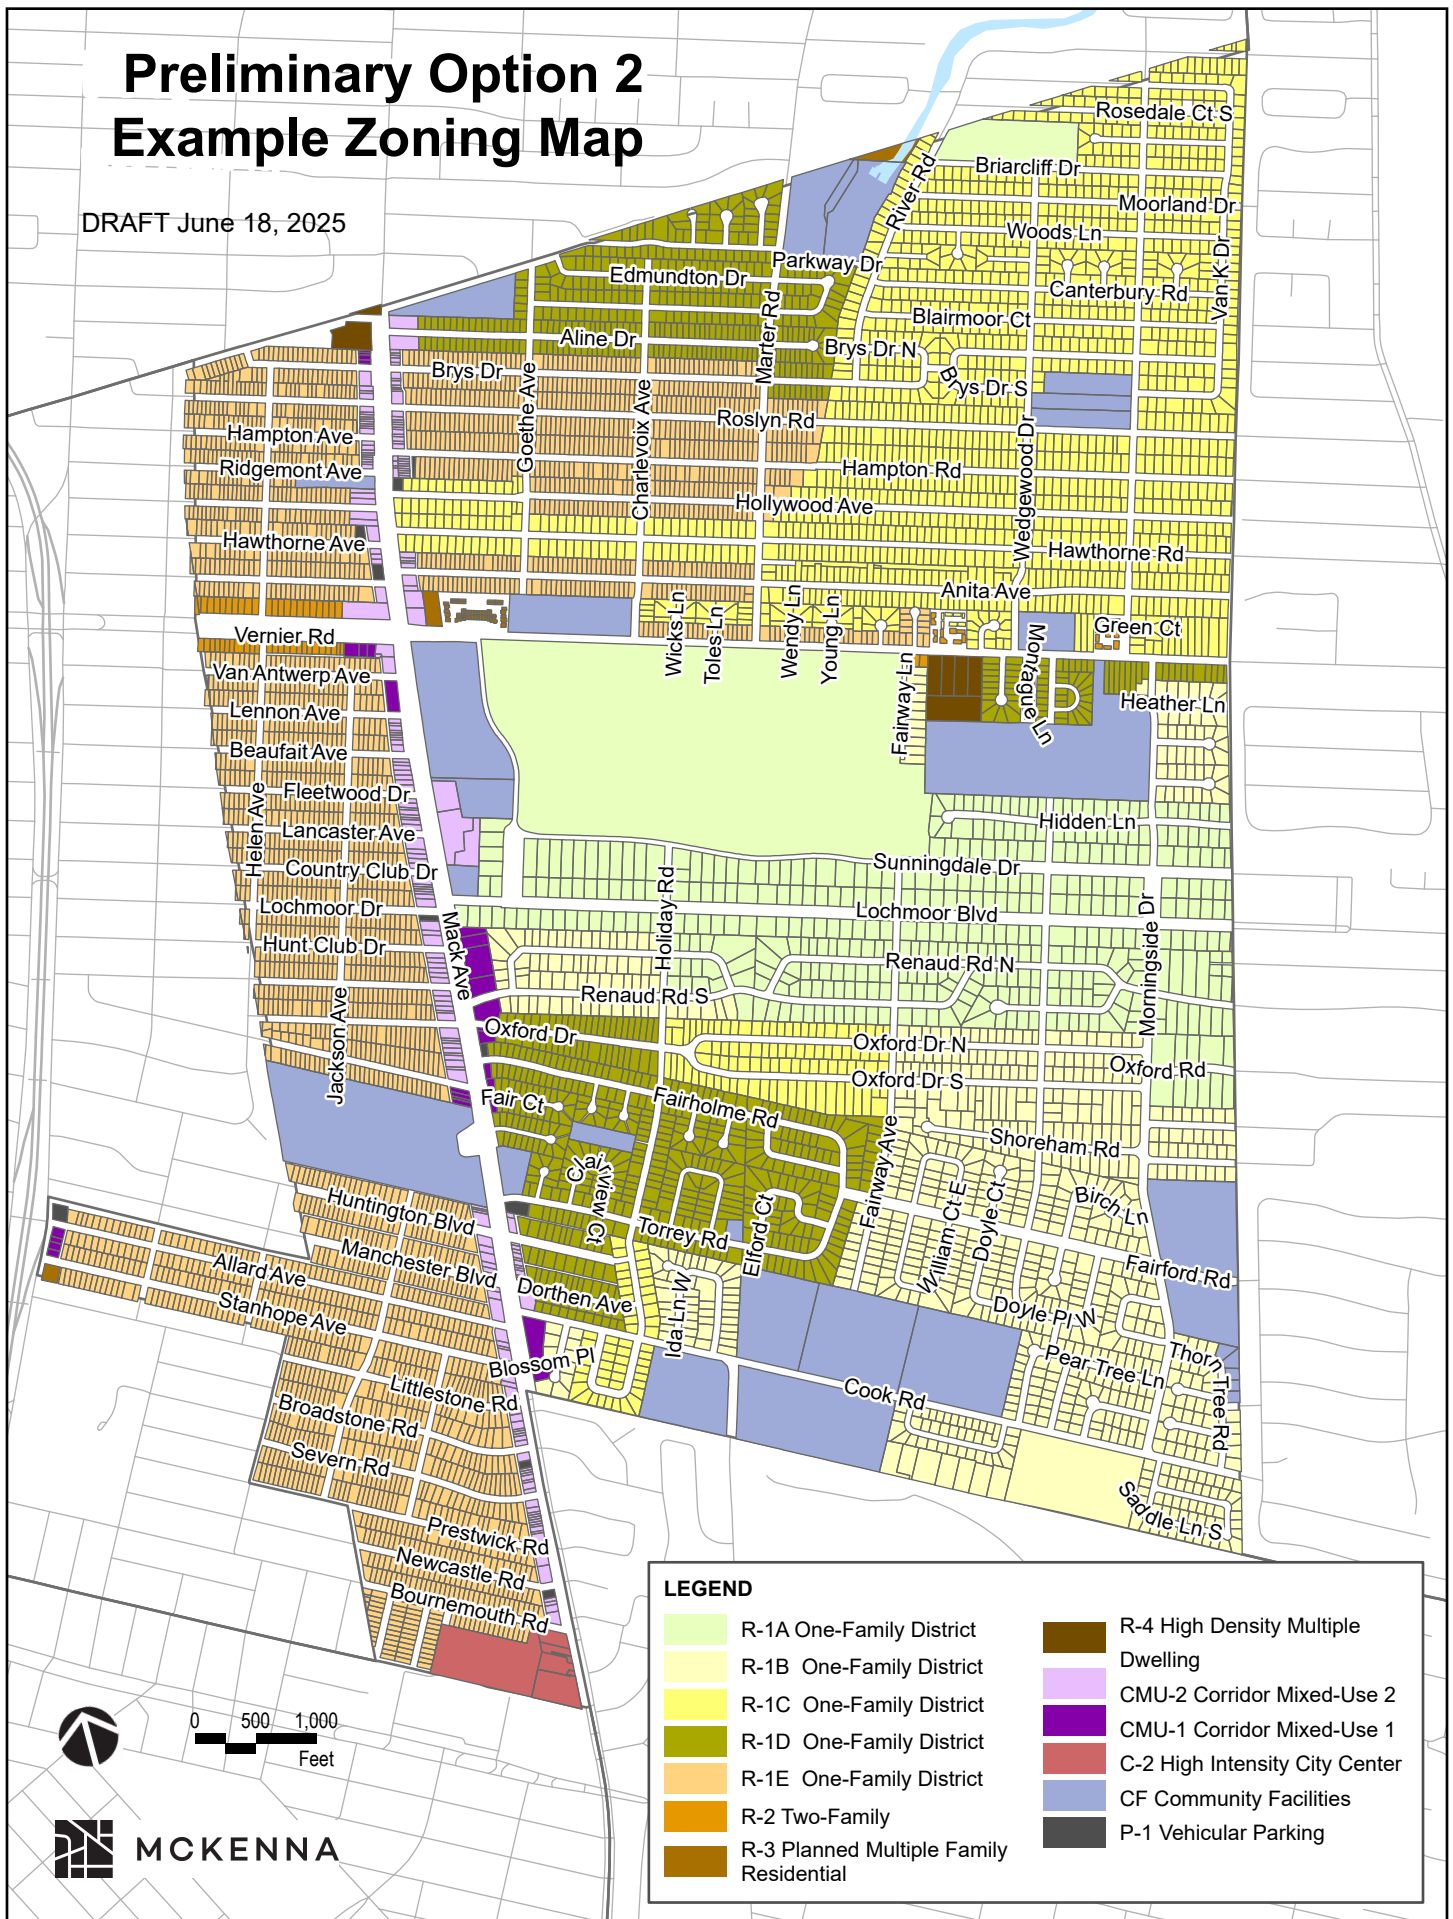 Preliminary Option 2
Example Zoning Map
DRAFT June 18, 2025
Rosedale Ct S
Briarcliff Dr
River Rd
Moorland Dr
Woods Ln
Van K Dr
Parkway Dr
Edmundton Dr
Canterbury Rd
Marter Rd
Blairmoor Ct
Aline Dr
Brys Dr N
Brys Dr
Brys Dr S
Goethe Ave
Charlevoix Ave
Roslyn Rd
Hampton Ave
Wedgewood Dr
Ridgemont Ave
Hampton Rd
Hollywood Ave
Hawthorne Ave
Hawthorne Rd
Anita Ave
Wicks Ln
Toles Ln
Wendy Ln
Young Ln
Green Ct
Vernier Rd
Montague Ln
Van Antwerp Ave
Fairway Ln
Heather Ln
Lennon Ave
Beaufait Ave
Fleetwood Dr
Helen Ave
Lancaster Ave
Hidden Ln
Country Club Dr
Sunningdale Dr
Holiday Rd
Lochmoor Dr
Lochmoor Blvd
Mack Ave
Morningside Dr
Hunt Club Dr
Renaud Rd N
Renaud Rd S
Jackson Ave
Oxford Dr
Oxford Dr N
Oxford Rd
Oxford Dr S
Fair Ct
Fairholme Rd
Shoreham Rd
Fairway Ave
Clairview Ct
William Ct E
Doyle Ct
Birch Ln
Huntington Blvd
Torrey Rd
Elford Ct
Manchester Blvd
Allard Ave
Fairford Rd
Dorthen Ave
Ida Ln W
Stanhope Ave
Doyle Pl W
Blossom Pl
Pear Tree Ln
Thorn Tree Rd
Littlestone Rd
Cook Rd
Broadstone Rd
Severn Rd
Saddle Ln S
Prestwick Rd
Newcastle Rd
Bournemouth Rd
LEGEND
R-1A One-Family District
R-1B One-Family District
R-1C One-Family District
R-1D One-Family District
R-1E One-Family District
R-2 Two-Family
R-3 Planned Multiple Family
Residential
R-4 High Density Multiple
Dwelling
CMU-2 Corridor Mixed-Use 2
CMU-1 Corridor Mixed-Use 1
C-2 High Intensity City Center
CF Community Facilities
P-1 Vehicular Parking
0 500 1,000
Feet
MCKENNA